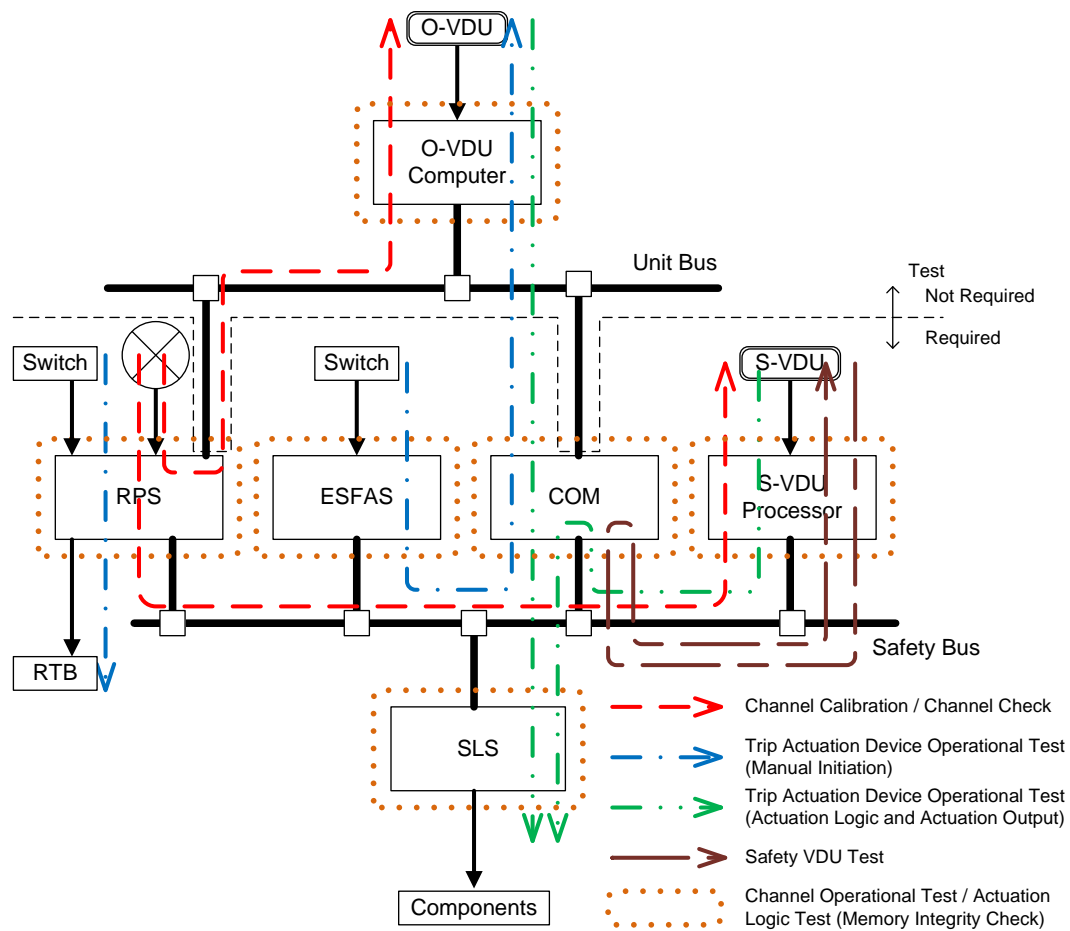 O-VDU
O-VDU
Computer
Unit Bus
Test
Not Required
Required
Switch
Switch
S-VDU
RPS
ESFAS
COM
S-VDU
Processor
Safety Bus
RTB
SLS
Components
Channel Calibration / Channel Check
Trip Actuation Device Operational Test
(Manual Initiation)
Trip Actuation Device Operational Test
(Actuation Logic and Actuation Output)
Safety VDU Test
Channel Operational Test / Actuation
Logic Test (Memory Integrity Check)